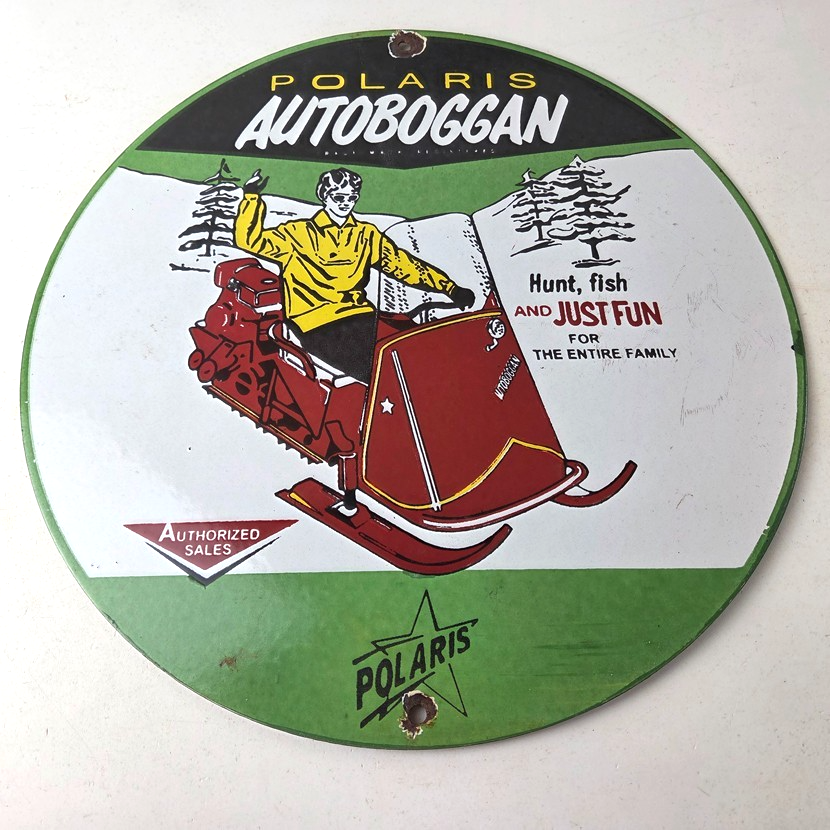 POLARIS
AUTOBOGGAN
Hunt, fish
AND JUST FUN
FOR
THE ENTIRE FAMILY
AUTOBOGGAN
AUTHORIZED
SALES
POLARIS